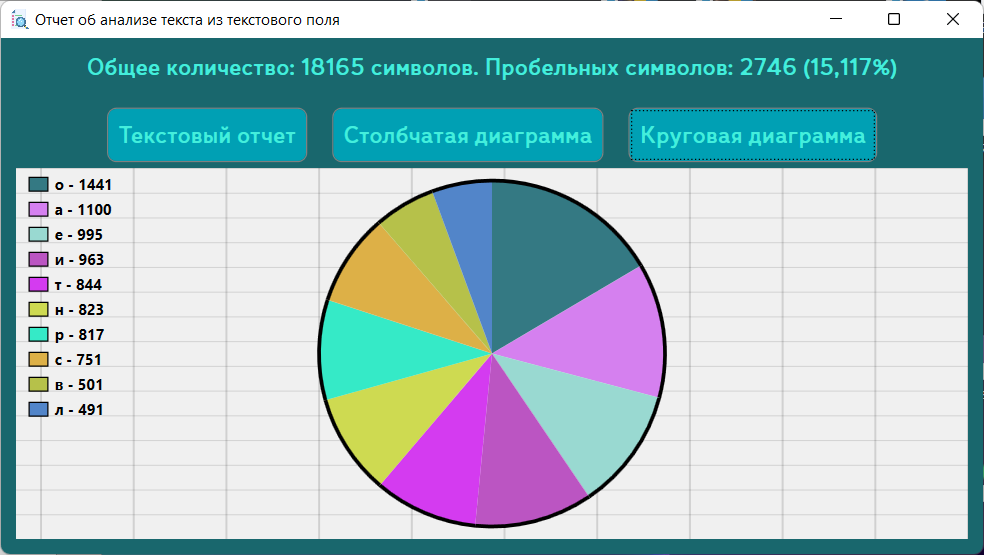 Отчет об анализе текста из текстового поля
Общее количество: 18165 символов. Пробельных символов: 2746 (15,117%)
Текстовый отчет
Столбчатая диаграмма
Круговая диаграмма
о - 1441
а - 1100
е - 995
и - 963
т - 844
н - 823
р - 817
с - 751
в - 501
л - 491